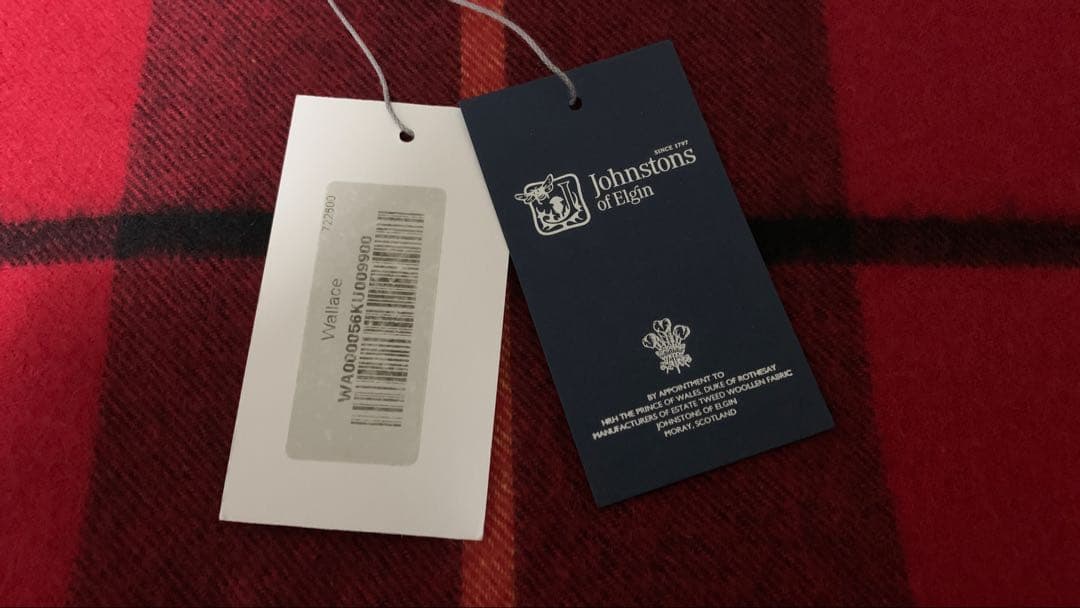 722500
Wallace
WA000056KU009900
SINCE 1797
Johnstons
of Elgin
BY APPOINTMENT TO
HRH THE PRINCE OF WALES, DUKE OF ROTHESAY
MANUFACTURERS OF ESTATE TWEED WOOLLEN FABRIC
JOHNSTONS OF ELGIN
MORAY, SCOTLAND